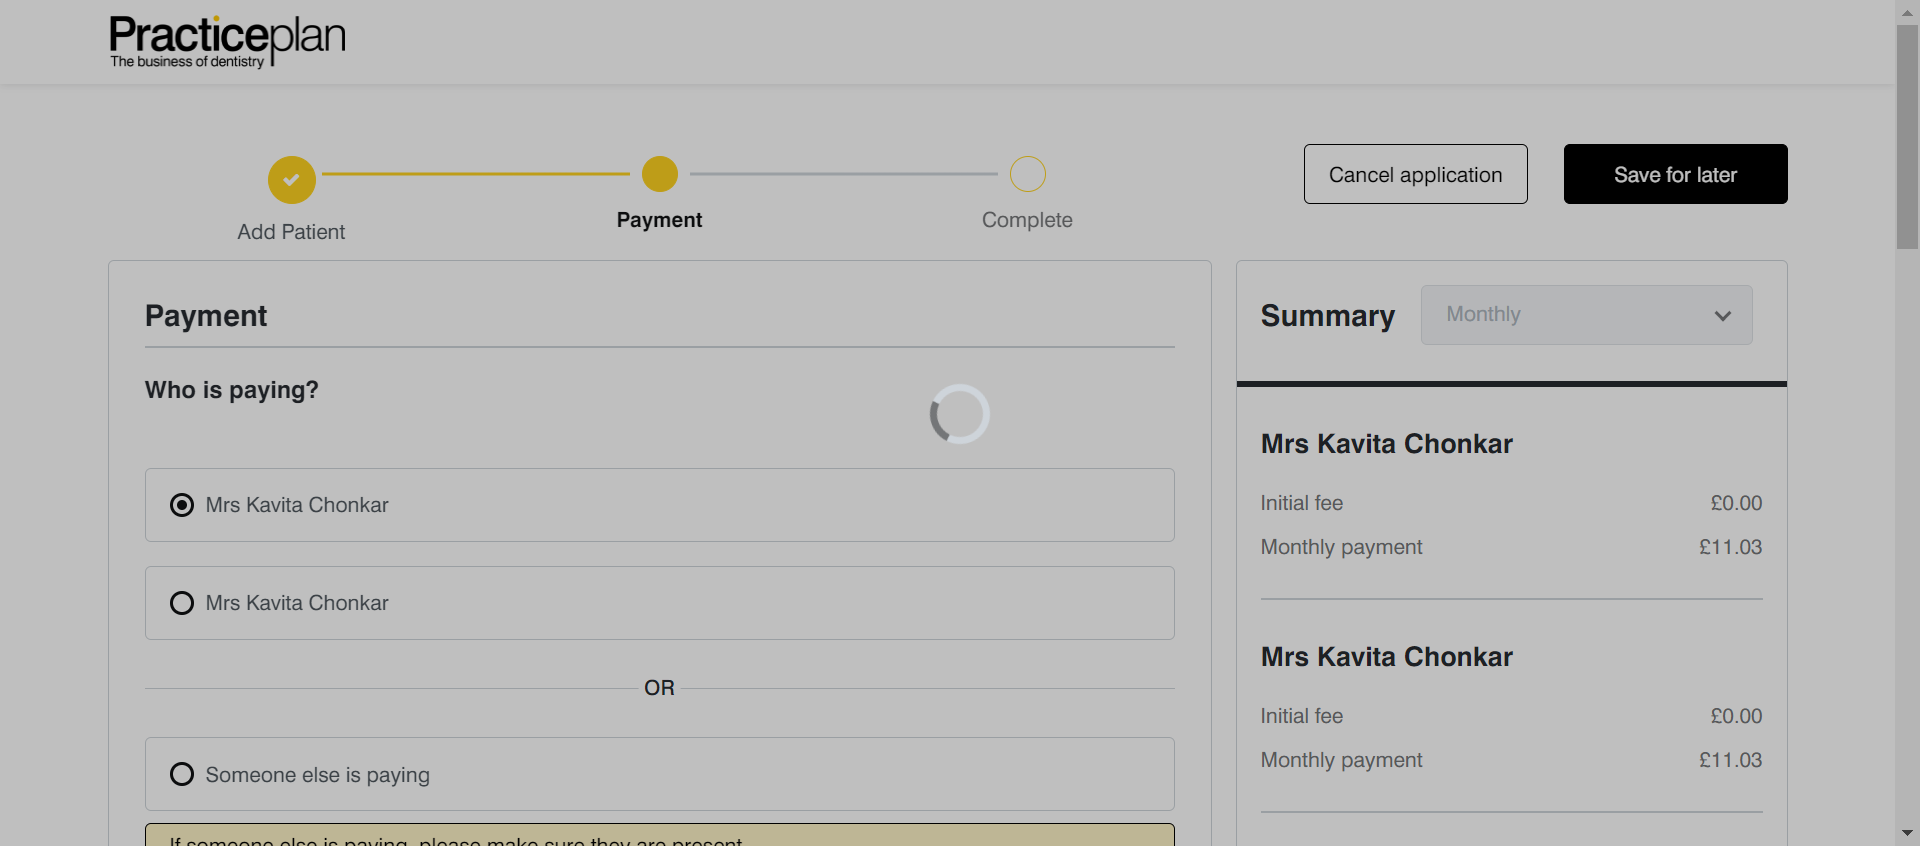 Practiceplan
The business of dentistry
Add Patient
Payment
Complete
Cancel application
Save for later
Payment
Who is paying?
Mrs Kavita Chonkar
Mrs Kavita Chonkar
OR
Someone else is paying
If someone else is paying, please make sure they are present
Summary
Monthly
Mrs Kavita Chonkar
Initial fee £0.00
Monthly payment £11.03
Mrs Kavita Chonkar
Initial fee £0.00
Monthly payment £11.03